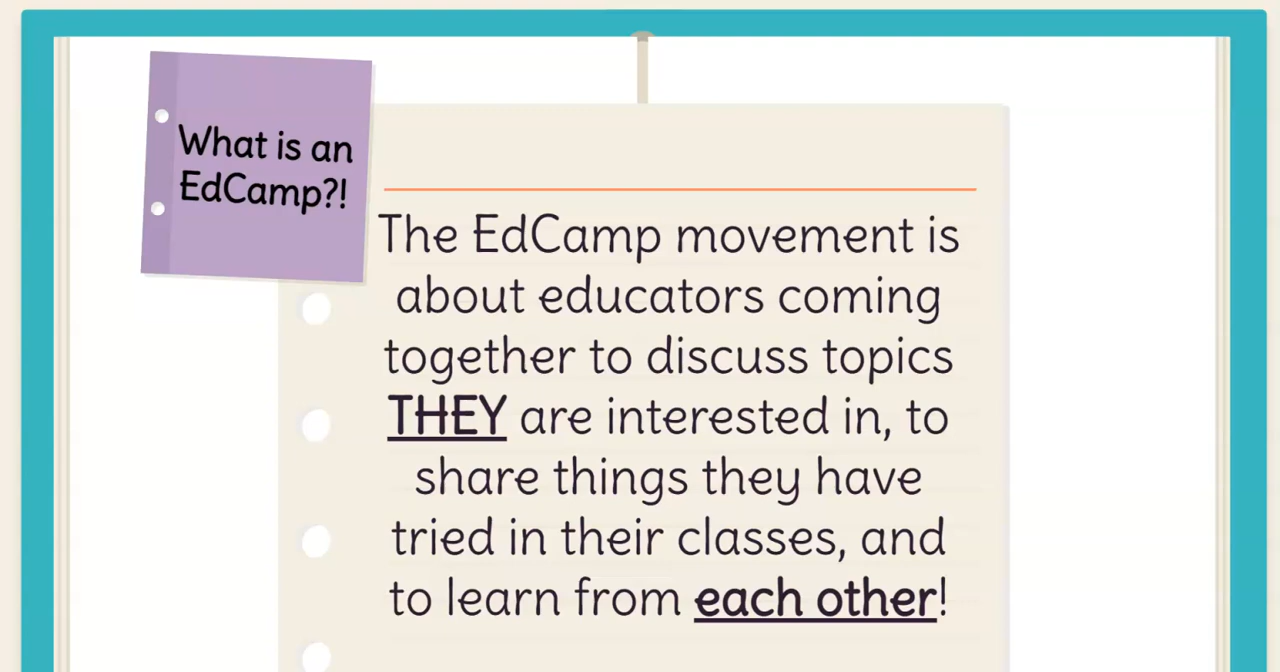 What is an
EdCamp?!
The EdCamp movement is
about educators coming
together to discuss topics
THEY are interested in, to
share things they have
tried in their classes, and
to learn from each other!